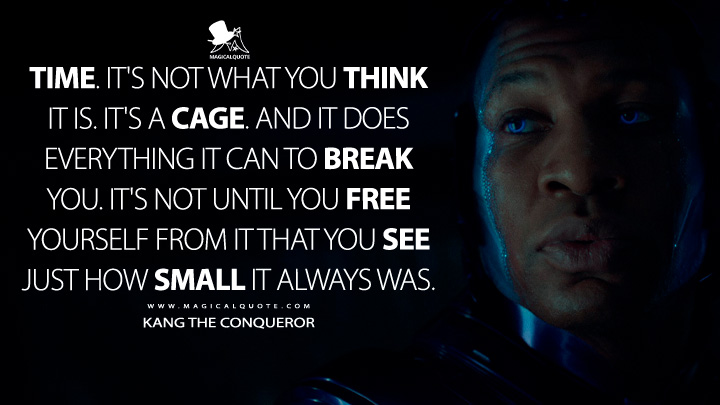 MAGICALQUOTE
TIME. IT'S NOT WHAT YOU THINK
IT IS. IT'S A CAGE. AND IT DOES
EVERYTHING IT CAN TO BREAK
YOU. IT'S NOT UNTIL YOU FREE
YOURSELF FROM IT THAT YOU SEE
JUST HOW SMALL IT ALWAYS WAS.
WWW.MAGICALQUOTE.COM
KANG THE CONQUEROR